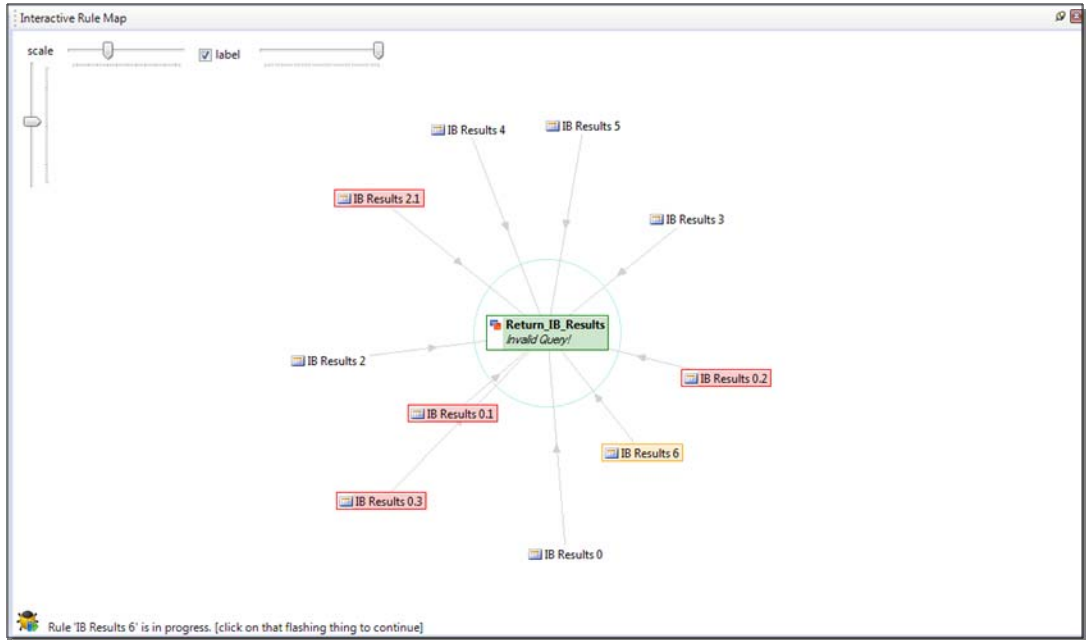 Interactive Rule Map
scale
label
IB Results 4
IB Results 5
IB Results 2.1
IB Results 3
Return_IB_Results
Invalid Query!
IB Results 2
IB Results 0.2
IB Results 0.1
IB Results 6
IB Results 0.3
IB Results 0
Rule 'IB Results 6' is in progress. [click on that flashing thing to continue]